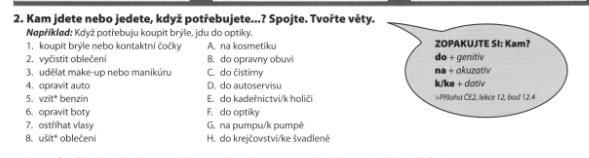 2. Kam jdete nebo jedete, když potřebujete...? Spojte. Tvořte věty.
Například: Když potřebuju koupit brýle, jdu do optiky.
1. koupit brýle nebo kontaktní čočky
2. vyčistit oblečení
3. udělat make-up nebo manikúru
4. opravit auto
5. vzít* benzín
6. opravit boty
7. ostříhat vlasy
8. ušít* oblečení
A. na kosmetiku
B. do opravny obuvi
C. do čistírny
D. do autoservisu
E. do kadeřnictví/k holiči
F. do optiky
G. na pumpu/k pumpě
H. do krejčovství/ke švadleně
ZOPAKUJTE SI: Kam?
do + genitiv
na + akuzativ
k/ke + dativ
>Příloha ČE2, lekce 12, bod 12.4